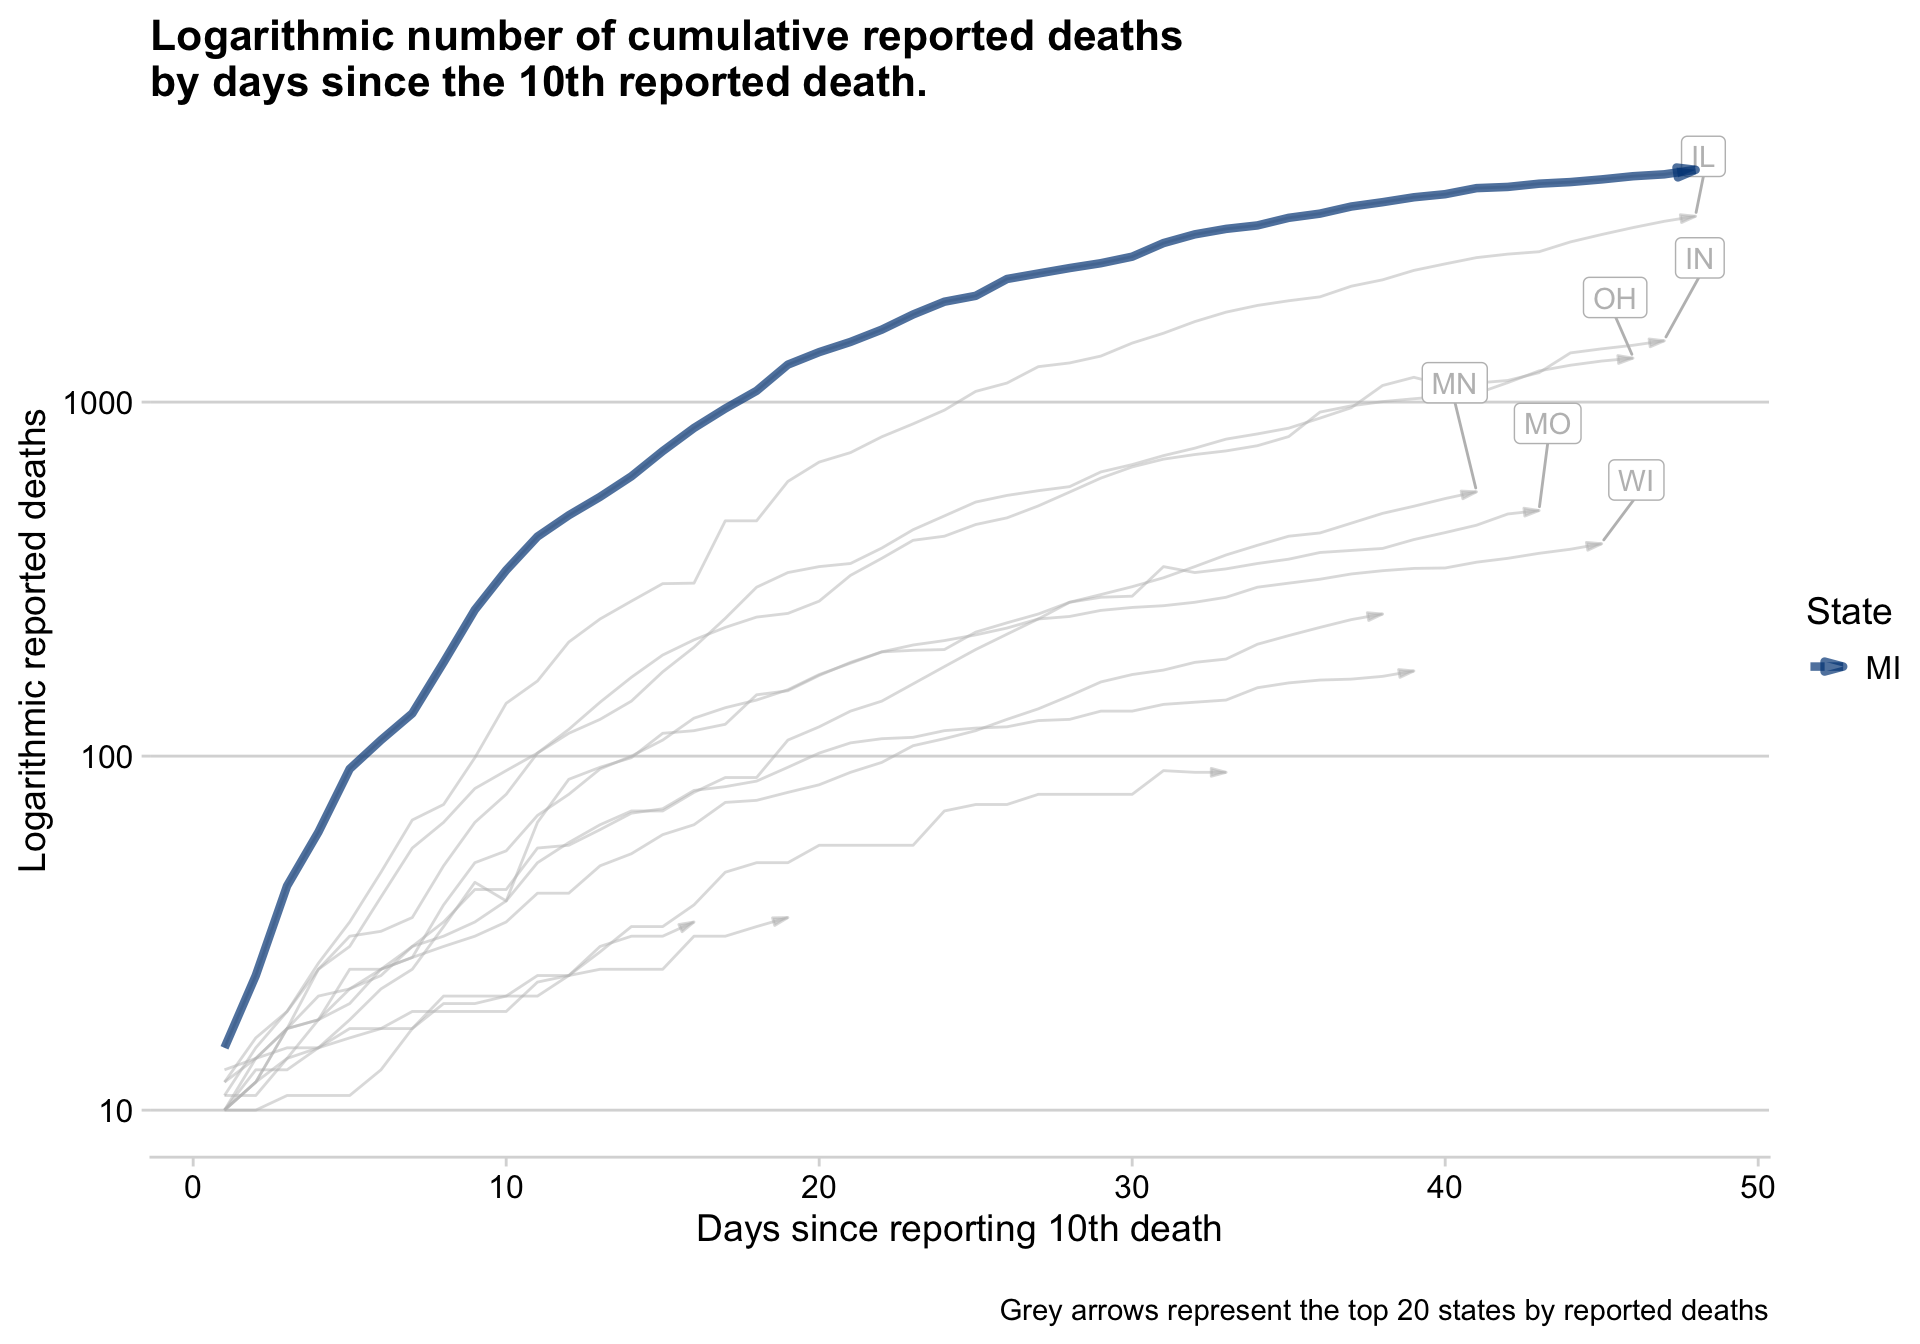 Logarithmic number of cumulative reported deaths
by days since the 10th reported death.
Logarithmic reported deaths
1000
100
10
IL
IN
OH
MN
MO
WI
State
MI
0 10 20 30 40 50
Days since reporting 10th death
Grey arrows represent the top 20 states by reported deaths